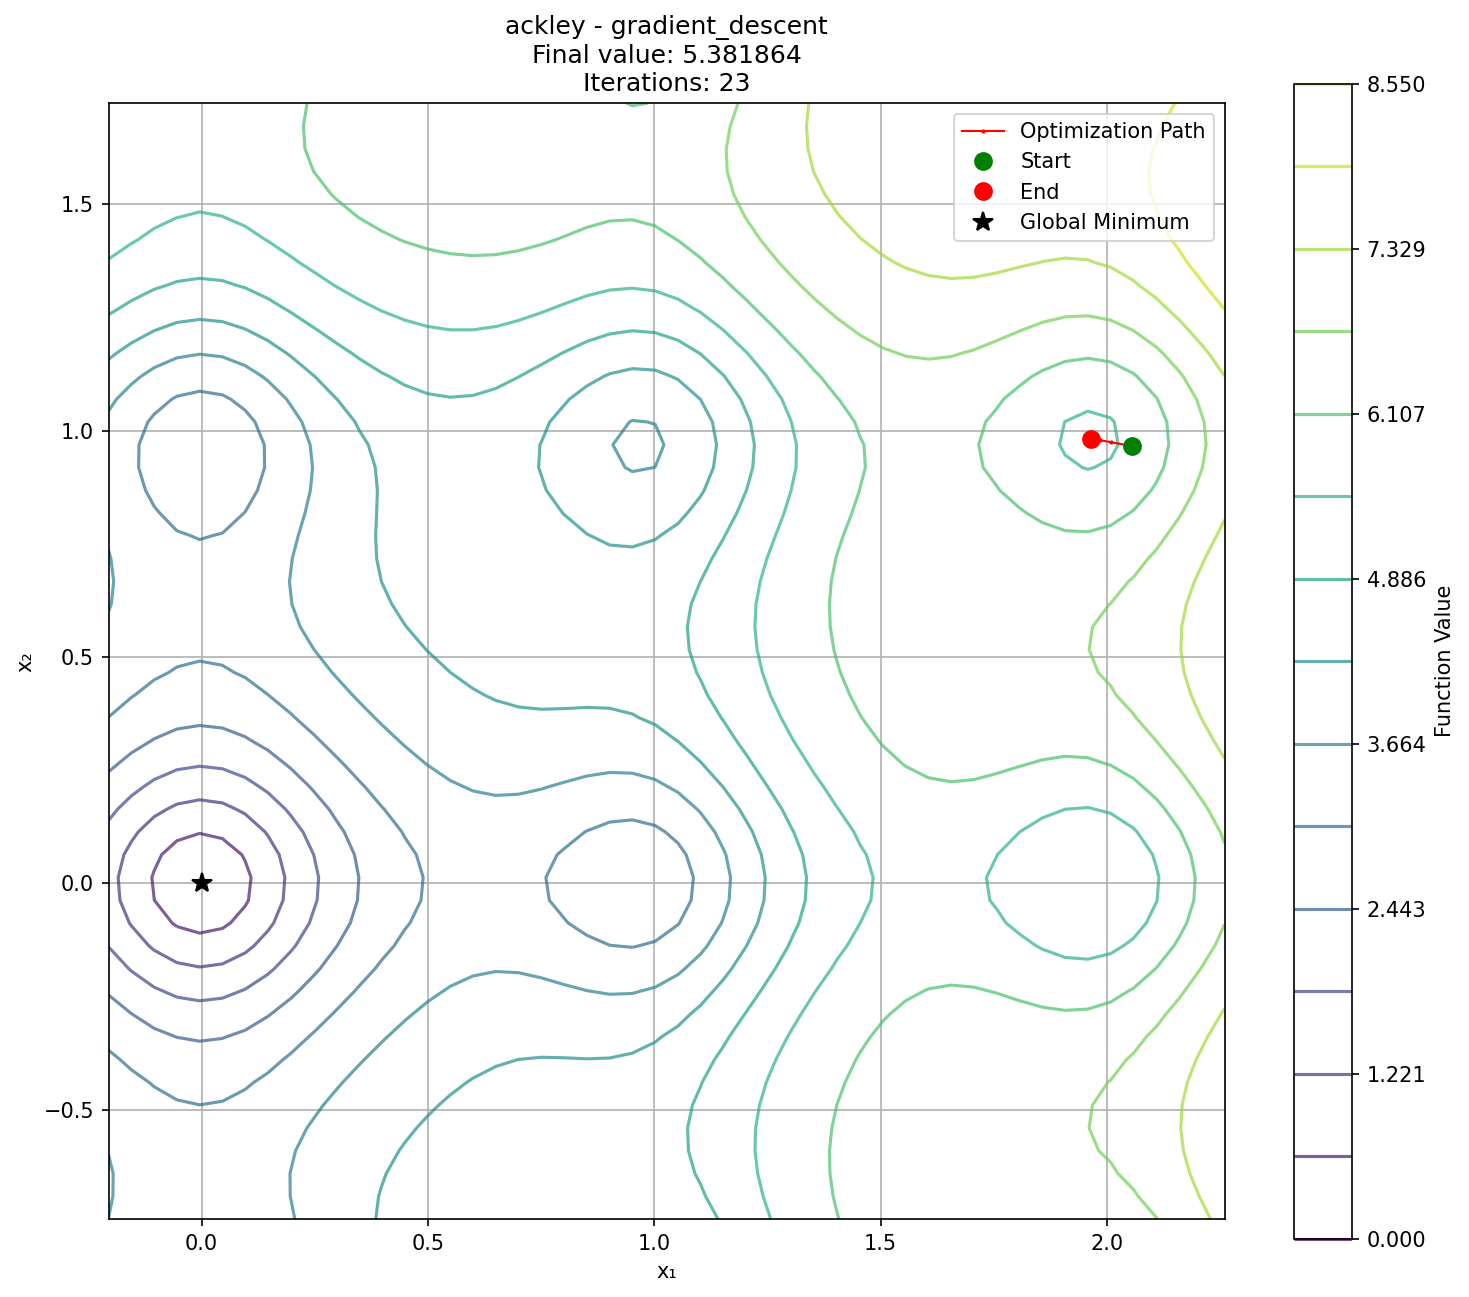 ackley - gradient_descent
Final value: 5.381864
Iterations: 23
Optimization Path
Start
End
Global Minimum
1.5
1.0
0.5
0.0
−0.5
x₂
0.0
0.5
1.0
1.5
2.0
x₁
8.550
7.329
6.107
4.886
3.664
2.443
1.221
0.000
Function Value